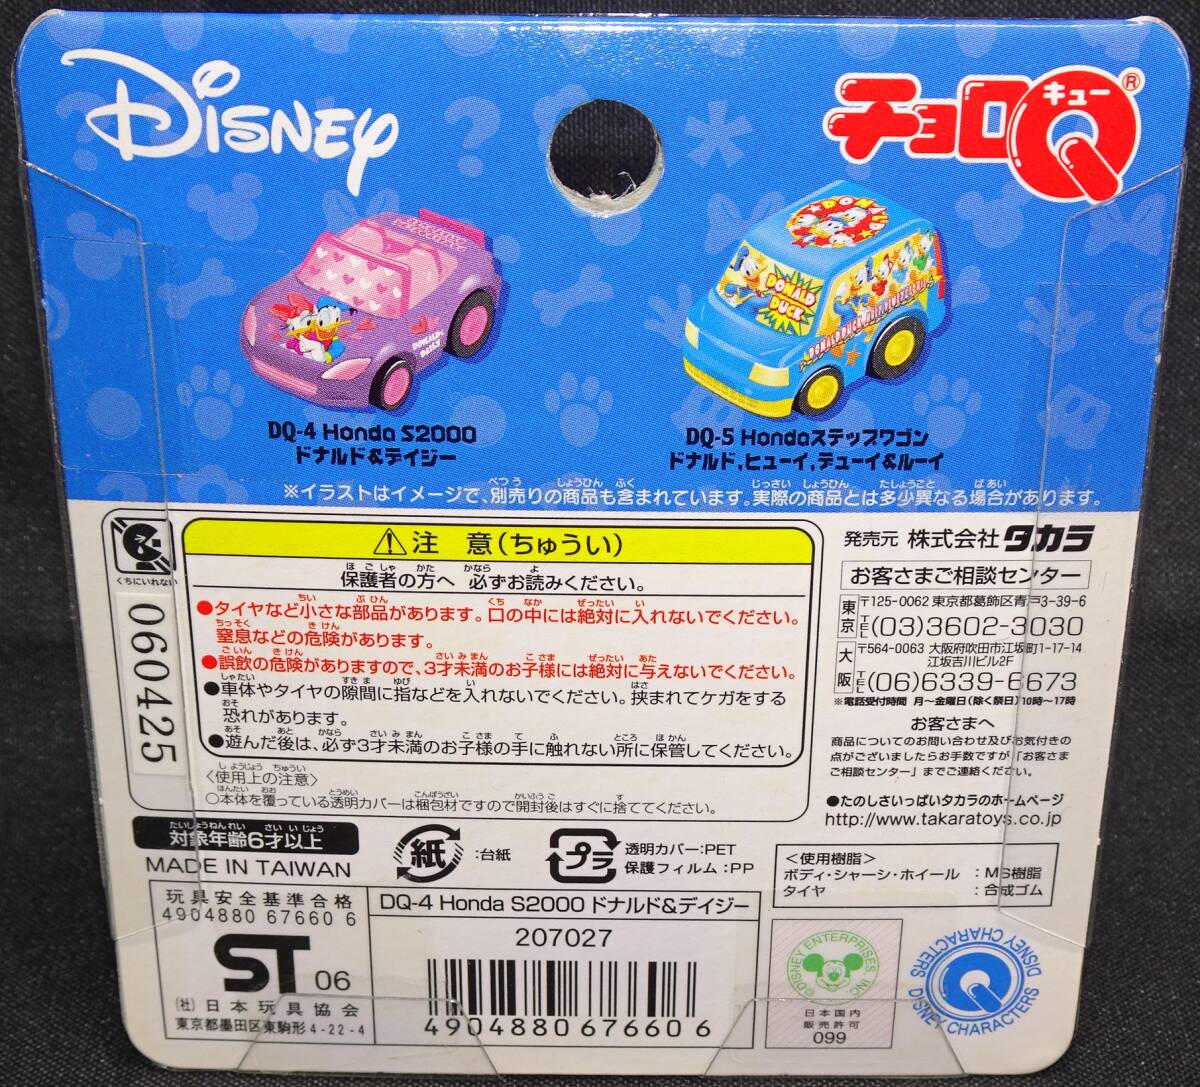 Disney
チョロQ
キュー
®
DONALD
DONALD DUCK
DONALD & DAISY
DQ-4 Honda S2000
ドナルド&デイジー
DQ-5 Hondaステップワゴン
ドナルド,ヒューイ,デューイ&ルーイ
※イラストはイメージで、別売りの商品も含まれています。実際の商品とは多少異なる場合があります。
くちにいれない
060425
⚠注 意(ちゅうい)
保護者の方へ 必ずお読みください。
●タイヤなど小さな部品があります。口の中には絶対に入れないでください。
窒息などの危険があります。
●誤飲の危険がありますので、3才未満のお子様には絶対に与えないでください。
●車体やタイヤの隙間に指などを入れないでください。挟まれてケガをする
恐れがあります。
●遊んだ後は、必ず3才未満のお子様の手に触れない所に保管してください。
〈使用上の注意〉
○本体を覆っている透明カバーは梱包材ですので開封後はすぐに捨ててください。
対象年齢6才以上
MADE IN TAIWAN
紙
:台紙
プラ
透明カバー:PET
保護フィルム:PP
発売元 株式会社タカラ
お客さまご相談センター
東京 〒125-0062 東京都葛飾区青戸3-39-6
TEL(03)3602-3030
大阪 〒564-0063 大阪府吹田市江坂町1-17-14
江坂吉川ビル2F
TEL(06)6339-6673
※電話受付時間 月〜金曜日(除く祭日)10時〜17時
お客さまへ
商品についてのお問い合わせ及びお気付きの
点がございましたらお手数ですが「お客さま
ご相談センター」までご連絡ください。
●たのしさいっぱいタカラのホームページ
http://www.takaratoys.co.jp
<使用樹脂>
ボディ・シャーシ・ホイール :MS樹脂
タイヤ :合成ゴム
玩具安全基準合格
4904880 67660 6
ST 06
(社)日本玩具協会
東京都墨田区東駒形4-22-4
DQ-4 Honda S2000 ドナルド&デイジー
207027
4904880676606
©DISNEY ENTERPRISES INC.
日本国内
販売許可
099
DISNEY CHARACTERS
DISNEY CHARACTERS
Q